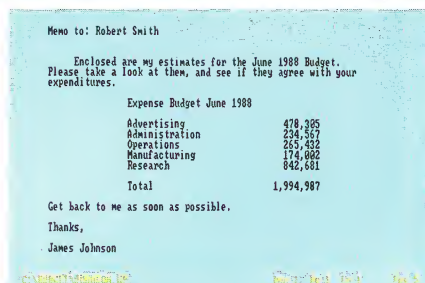 Memo to: Robert Smith
Enclosed are my estimates for the June 1988 Budget.
Please take a look at them, and see if they agree with your
expenditures.
Expense Budget June 1988
Advertising 478,305
Administration 234,567
Operations 265,432
Manufacturing 174,002
Research 842,681
Total 1,994,987
Get back to me as soon as possible.
Thanks,
James Johnson